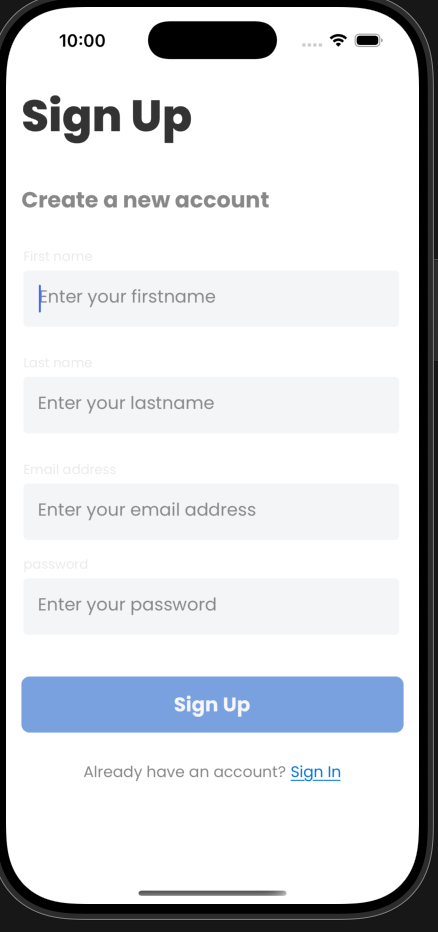 10:00
Sign Up
Create a new account
First name
Enter your firstname
Last name
Enter your lastname
Email address
Enter your email address
password
Enter your password
Sign Up
Already have an account? Sign In